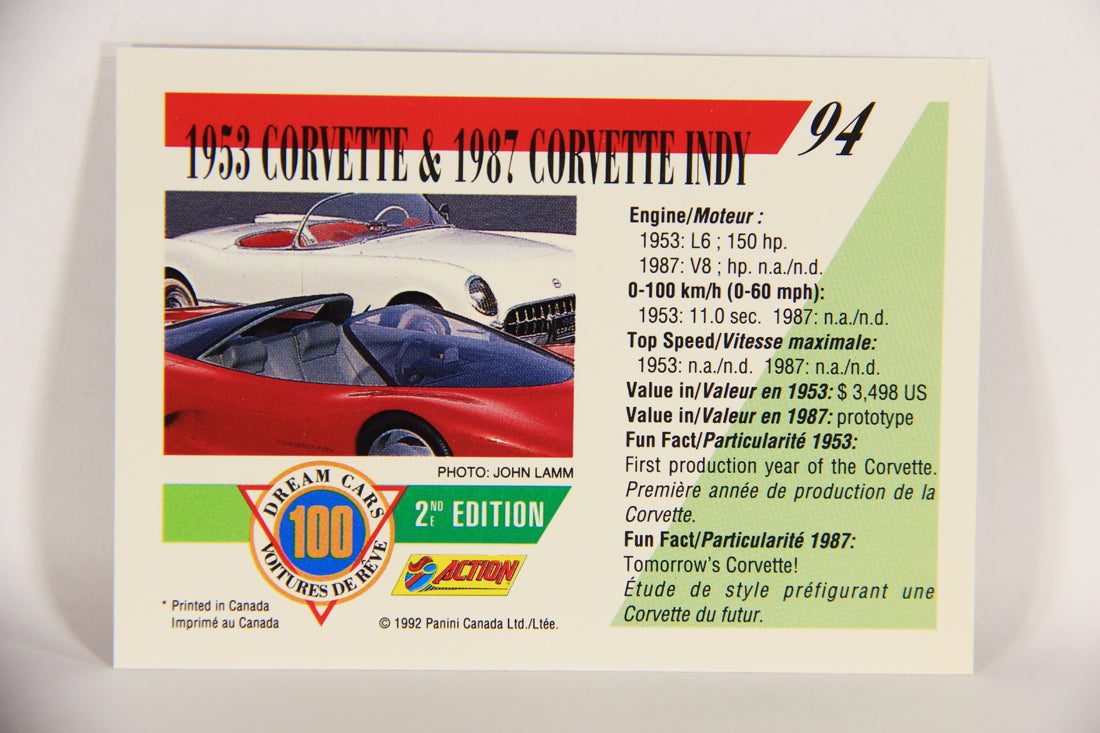 1953 CORVETTE & 1987 CORVETTE INDY
94
Engine/Moteur :
1953: L6 ; 150 hp.
1987: V8 ; hp. n.a./n.d.
0-100 km/h (0-60 mph):
1953: 11.0 sec. 1987: n.a./n.d.
Top Speed/Vitesse maximale:
1953: n.a./n.d. 1987: n.a./n.d.
Value in/Valeur en 1953: $ 3,498 US
Value in/Valeur en 1987: prototype
Fun Fact/Particularité 1953:
First production year of the Corvette.
Première année de production de la
Corvette.
Fun Fact/Particularité 1987:
Tomorrow's Corvette!
Étude de style préfigurant une
Corvette du futur.
PHOTO: JOHN LAMM
DREAM CARS
100
VOITURES DE RÊVE
2ND E EDITION
ACTION
* Printed in Canada
Imprimé au Canada
© 1992 Panini Canada Ltd./Ltée.